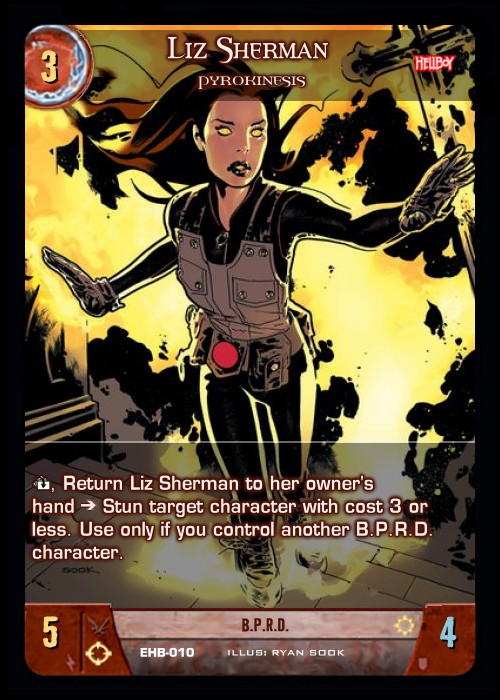 3
LIZ SHERMAN
PYROKINESIS
HELLBOY
, Return Liz Sherman to her owner's
hand ➔ Stun target character with cost 3 or
less. Use only if you control another B.P.R.D.
character.
SOOK
5
B.P.R.D.
4
EHB-010 ILLUS: RYAN SOOK